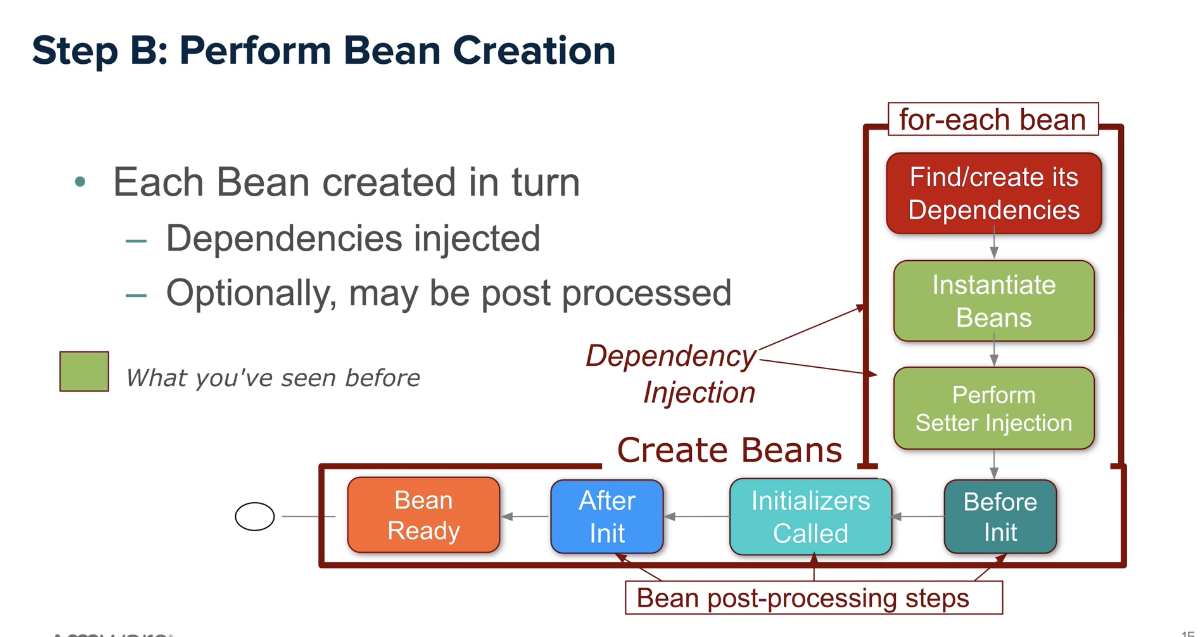 Step B: Perform Bean Creation
• Each Bean created in turn
– Dependencies injected
– Optionally, may be post processed
What you've seen before
for-each bean
Find/create its
Dependencies
Instantiate
Beans
Dependency
Injection
Perform
Setter Injection
Create Beans
Bean
Ready
After
Init
Initializers
Called
Before
Init
Bean post-processing steps